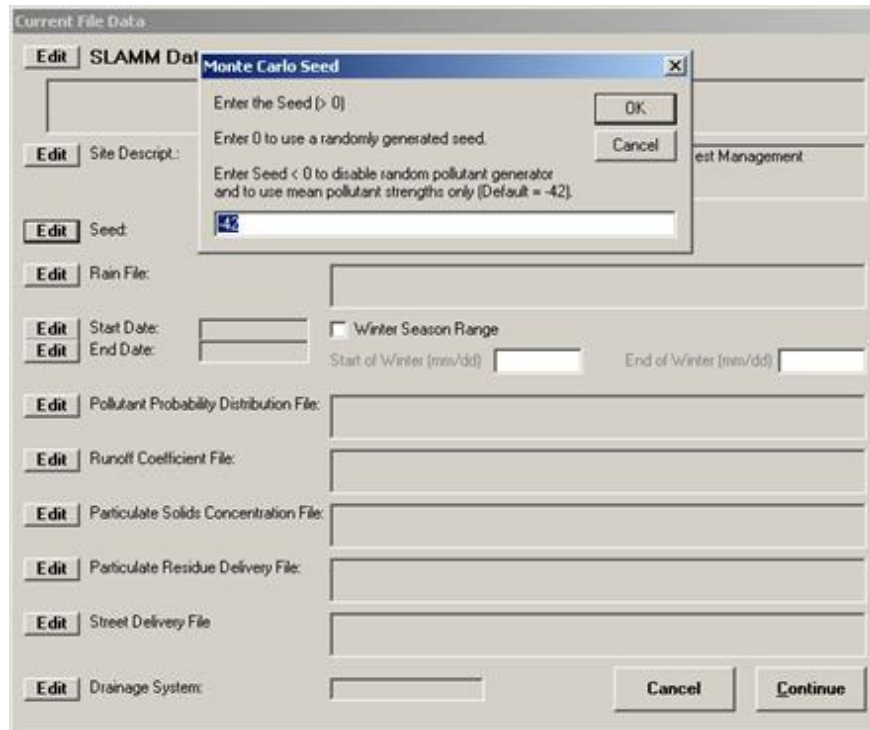 Current File Data
Edit SLAMM Dat
Monte Carlo Seed
Enter the Seed (> 0)
OK
Enter 0 to use a randomly generated seed.
Cancel
Edit Site Descript.: est Management
Enter Seed < 0 to disable random pollutant generator
and to use mean pollutant strengths only (Default = -42).
-42
Edit Seed:
Edit Rain File:
Edit Start Date: Winter Season Range
Edit End Date: Start of Winter (mm/dd) End of Winter (mm/dd)
Edit Pollutant Probability Distribution File:
Edit Runoff Coefficient File:
Edit Particulate Solids Concentration File:
Edit Particulate Residue Delivery File:
Edit Street Delivery File
Edit Drainage System: Cancel Continue